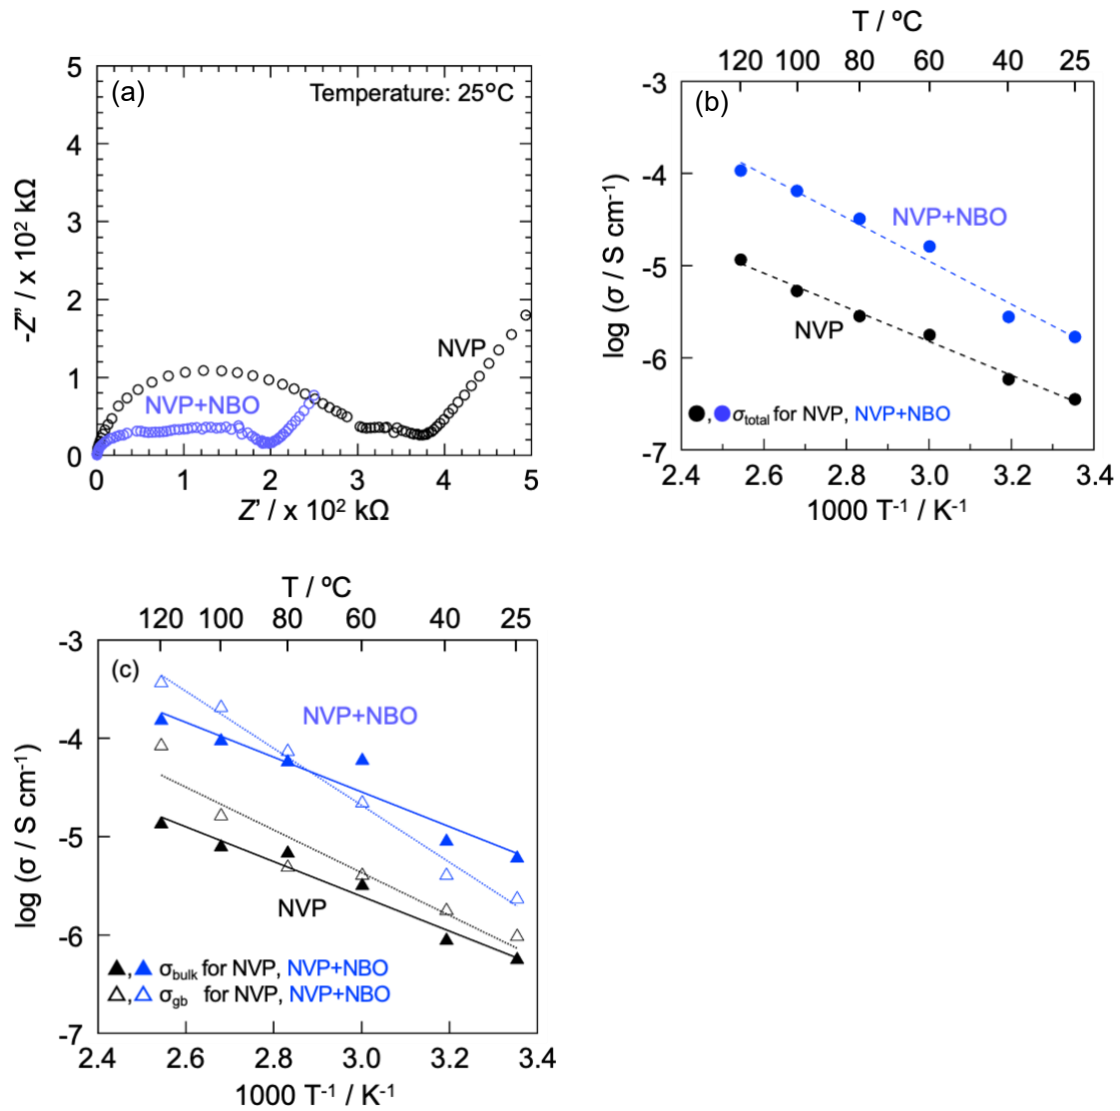 (a)
Temperature: 25°C
5
4
3
2
1
0
-Z'' / x 10² kΩ
NVP
NVP+NBO
0 1 2 3 4 5
Z' / x 10² kΩ
T / ºC
120 100 80 60 40 25
(b)
-3
-4
-5
-6
-7
log (σ / S cm⁻¹)
NVP+NBO
NVP
, σtotal for NVP, NVP+NBO
2.4 2.6 2.8 3.0 3.2 3.4
1000 T⁻¹ / K⁻¹
T / ºC
120 100 80 60 40 25
(c)
-3
-4
-5
-6
-7
log (σ / S cm⁻¹)
NVP+NBO
NVP
, σbulk for NVP, NVP+NBO
, σgb for NVP, NVP+NBO
2.4 2.6 2.8 3.0 3.2 3.4
1000 T⁻¹ / K⁻¹